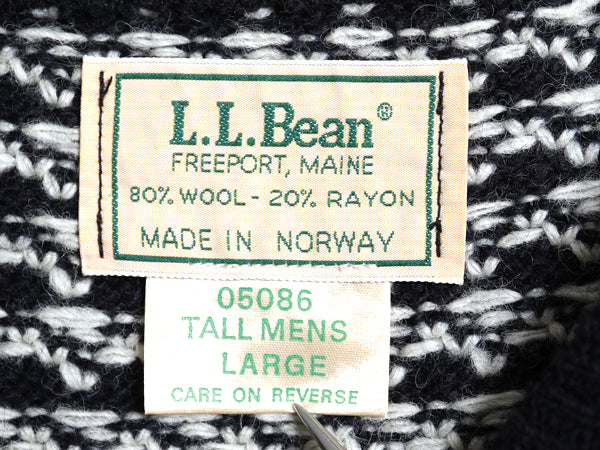 L.L.Bean®
FREEPORT, MAINE
80% WOOL - 20% RAYON
MADE IN NORWAY
05086
TALL MENS
LARGE
CARE ON REVERSE